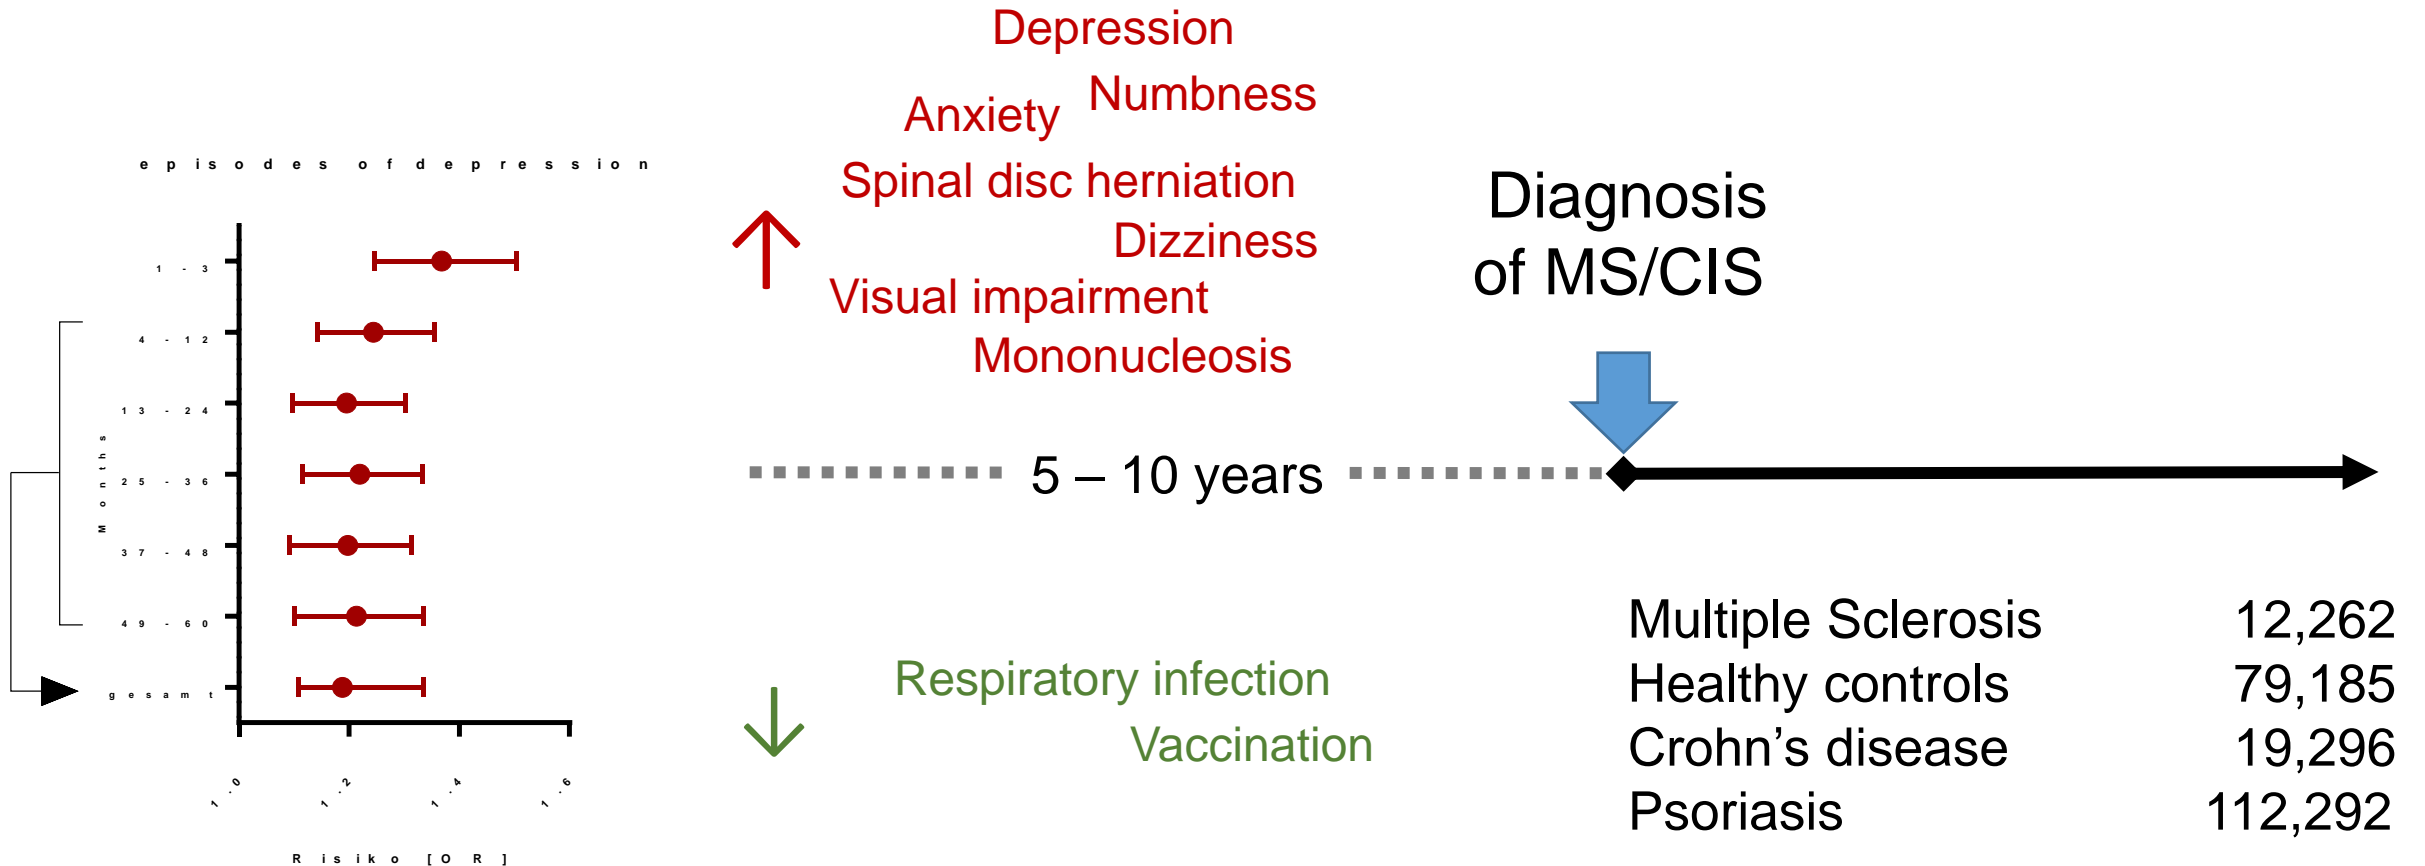 episodes of depression
1 - 3
4 - 12
13 - 24
25 - 36
37 - 48
49 - 60
gesamt
Months
1.0
1.2
1.4
1.6
Risiko [OR]
Depression
Numbness
Anxiety
Spinal disc herniation
Dizziness
Visual impairment
Mononucleosis
5 – 10 years
Respiratory infection
Vaccination
Diagnosis
of MS/CIS
Multiple Sclerosis 12,262
Healthy controls 79,185
Crohn’s disease 19,296
Psoriasis 112,292